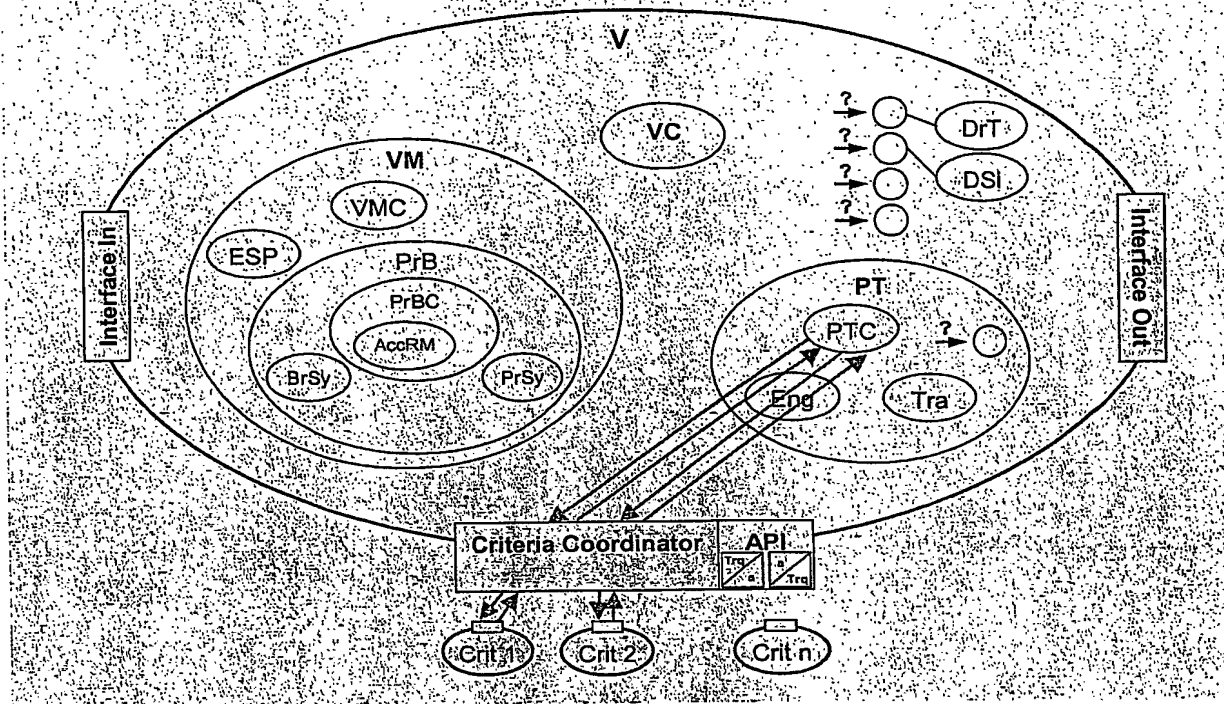 V
VC
?
DrT
?
DSI
?
?
VM
VMC
ESP
PrB
PrBC
AccRM
BrSy
PrSy
Interface In
Interface Out
PT
PTC
?
Eng
Tra
Criteria Coordinator
API
Trq
a
a
Trq
Crit 1
Crit 2
Crit n